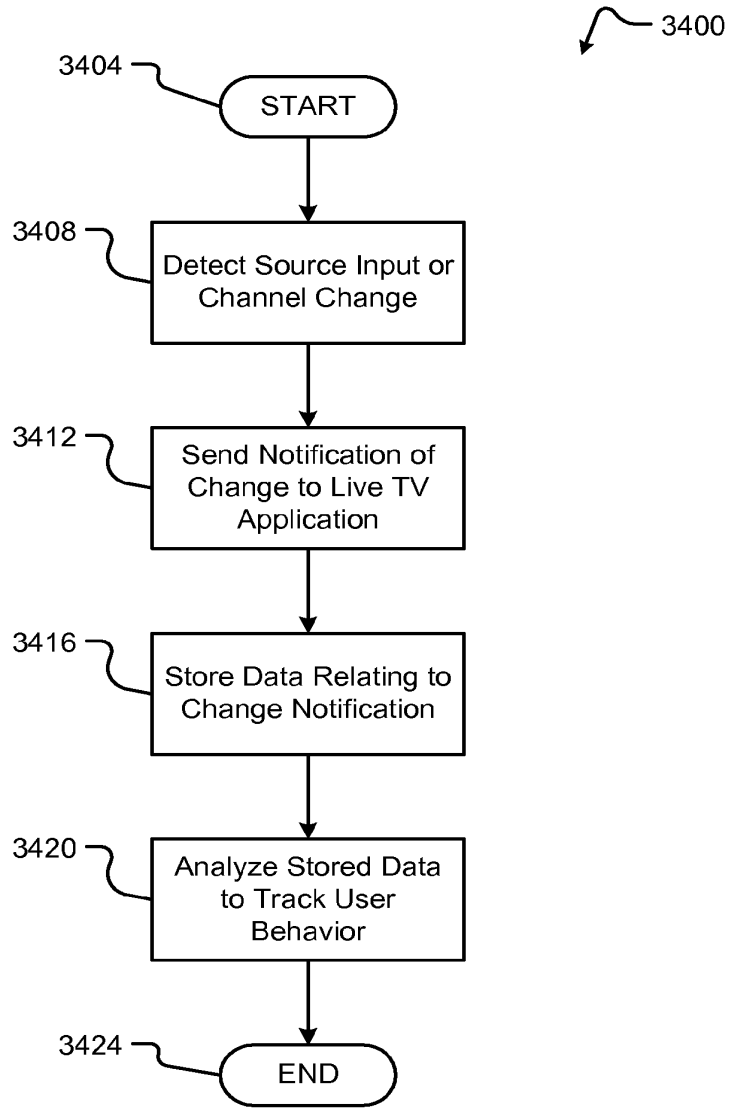 3400
3404
START
3408
Detect Source Input or
Channel Change
3412
Send Notification of
Change to Live TV
Application
3416
Store Data Relating to
Change Notification
3420
Analyze Stored Data
to Track User
Behavior
3424
END